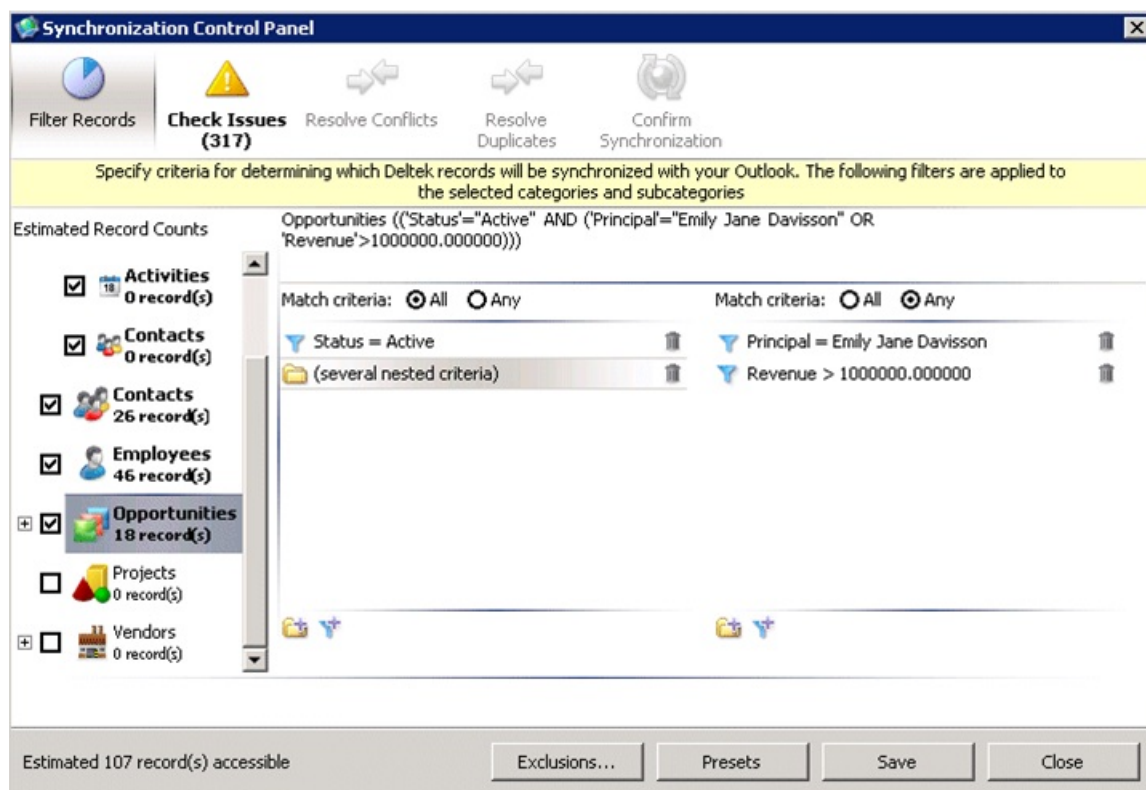 Synchronization Control Panel
Filter Records
Check Issues
(317)
Resolve Conflicts
Resolve
Duplicates
Confirm
Synchronization
Specify criteria for determining which Deltek records will be synchronized with your Outlook. The following filters are applied to
the selected categories and subcategories
Estimated Record Counts
Activities
0 record(s)
Contacts
0 record(s)
Contacts
26 record(s)
Employees
46 record(s)
Opportunities
18 record(s)
Projects
0 record(s)
Vendors
0 record(s)
Opportunities (('Status'="Active" AND ('Principal'="Emily Jane Davisson" OR
'Revenue'>1000000.000000)))
Match criteria: All Any
Status = Active
(several nested criteria)
Match criteria: All Any
Principal = Emily Jane Davisson
Revenue > 1000000.000000
Estimated 107 record(s) accessible
Exclusions...
Presets
Save
Close